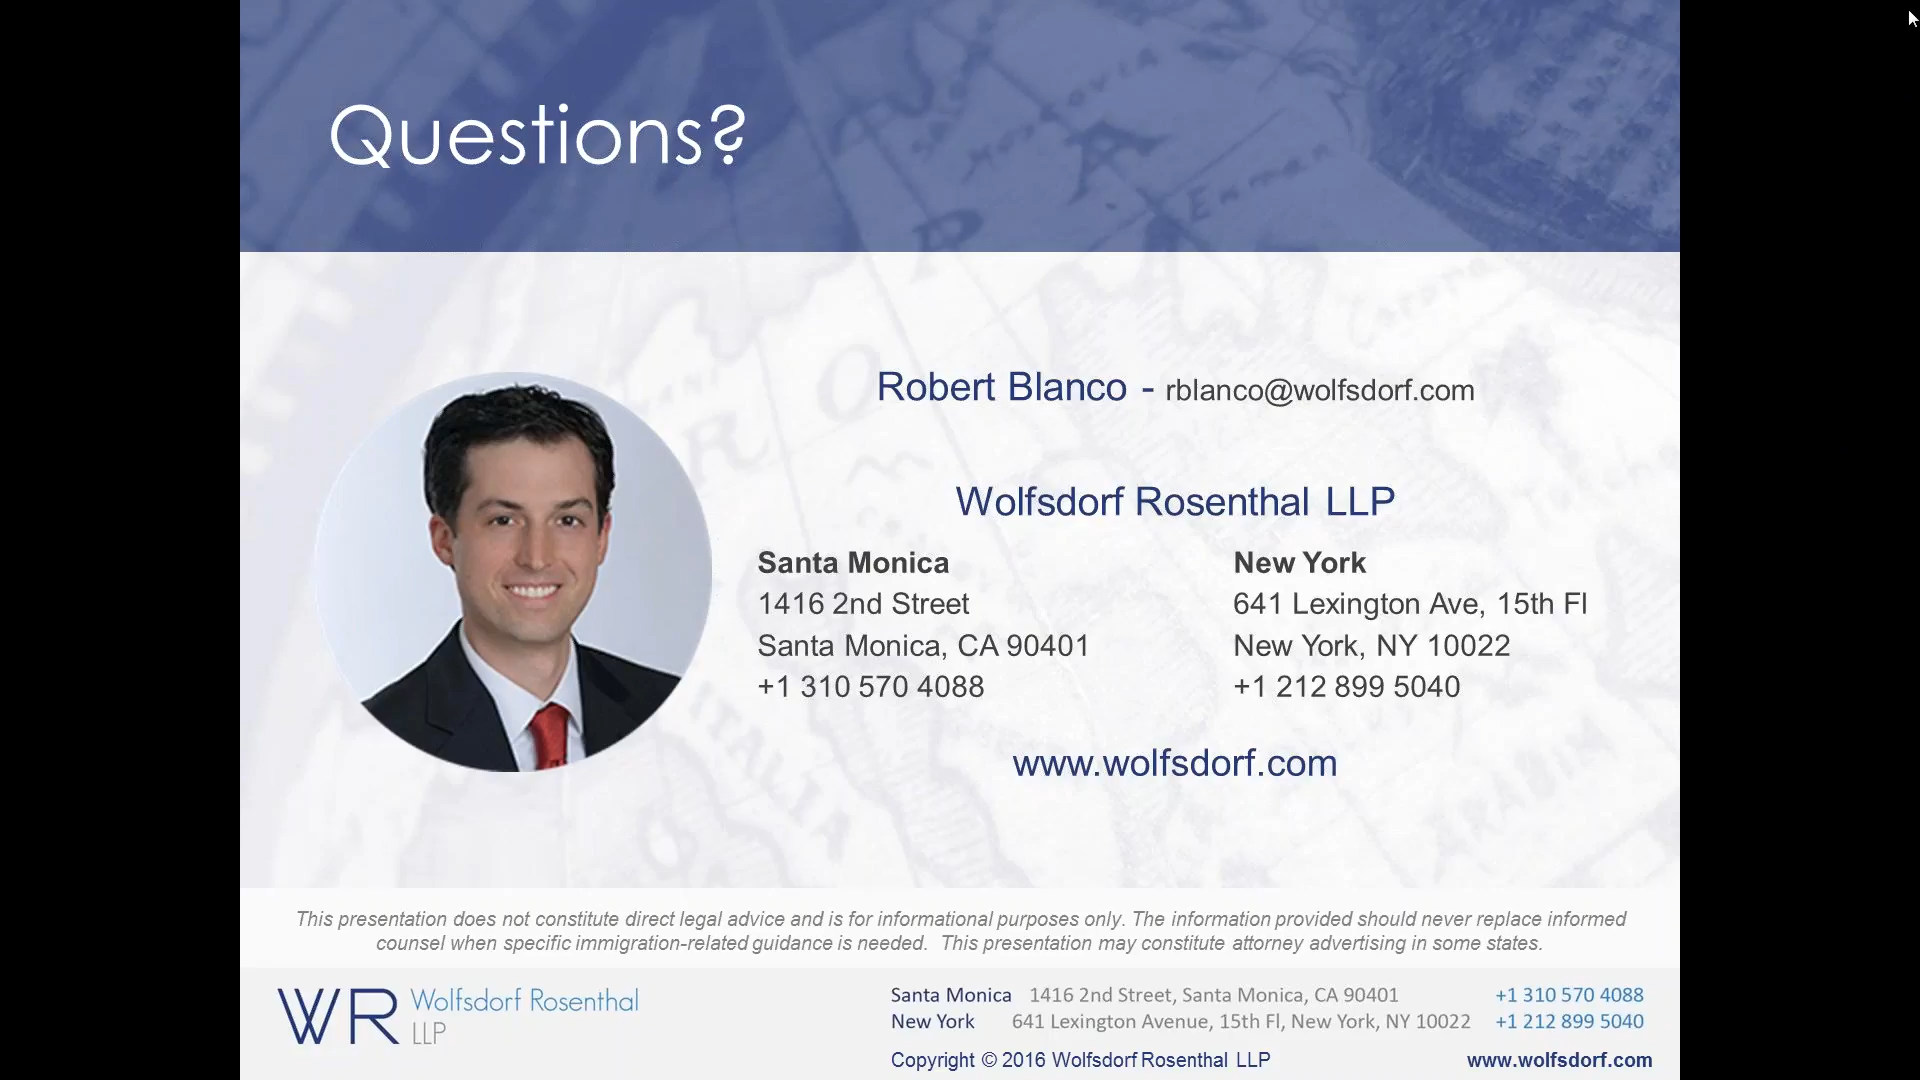 Questions?
Robert Blanco - rblanco@wolfsdorf.com
Wolfsdorf Rosenthal LLP
Santa Monica
1416 2nd Street
Santa Monica, CA 90401
+1 310 570 4088
New York
641 Lexington Ave, 15th Fl
New York, NY 10022
+1 212 899 5040
www.wolfsdorf.com
This presentation does not constitute direct legal advice and is for informational purposes only. The information provided should never replace informed
counsel when specific immigration-related guidance is needed. This presentation may constitute attorney advertising in some states.
WR Wolfsdorf Rosenthal
LLP
Santa Monica 1416 2nd Street, Santa Monica, CA 90401 +1 310 570 4088
New York 641 Lexington Avenue, 15th Fl, New York, NY 10022 +1 212 899 5040
Copyright © 2016 Wolfsdorf Rosenthal LLP www.wolfsdorf.com